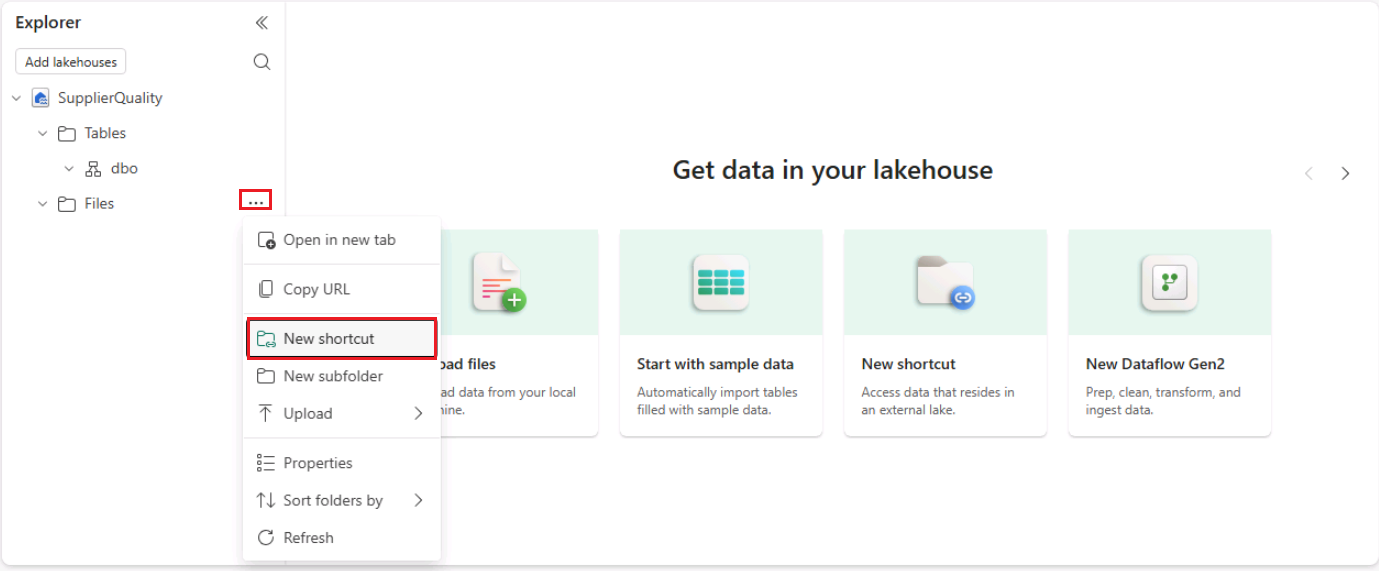 Explorer
Add lakehouses
SupplierQuality
Tables
dbo
Files
...
Open in new tab
Copy URL
New shortcut
New subfolder
Upload
Properties
Sort folders by
Refresh
Get data in your lakehouse
oad files
ad data from your local
hine.
Start with sample data
Automatically import tables
filled with sample data.
New shortcut
Access data that resides in
an external lake.
New Dataflow Gen2
Prep, clean, transform, and
ingest data.